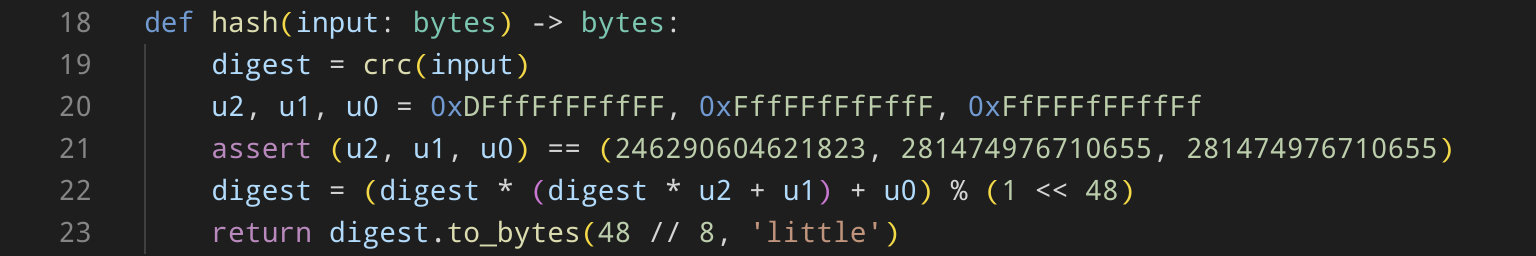 18 def hash(input: bytes) -> bytes:
19     digest = crc(input)
20     u2, u1, u0 = 0xDFffFfFFffFF, 0xFffFFfFfFffF, 0xFfFFFfFFffFf
21     assert (u2, u1, u0) == (246290604621823, 281474976710655, 281474976710655)
22     digest = (digest * (digest * u2 + u1) + u0) % (1 << 48)
23     return digest.to_bytes(48 // 8, 'little')